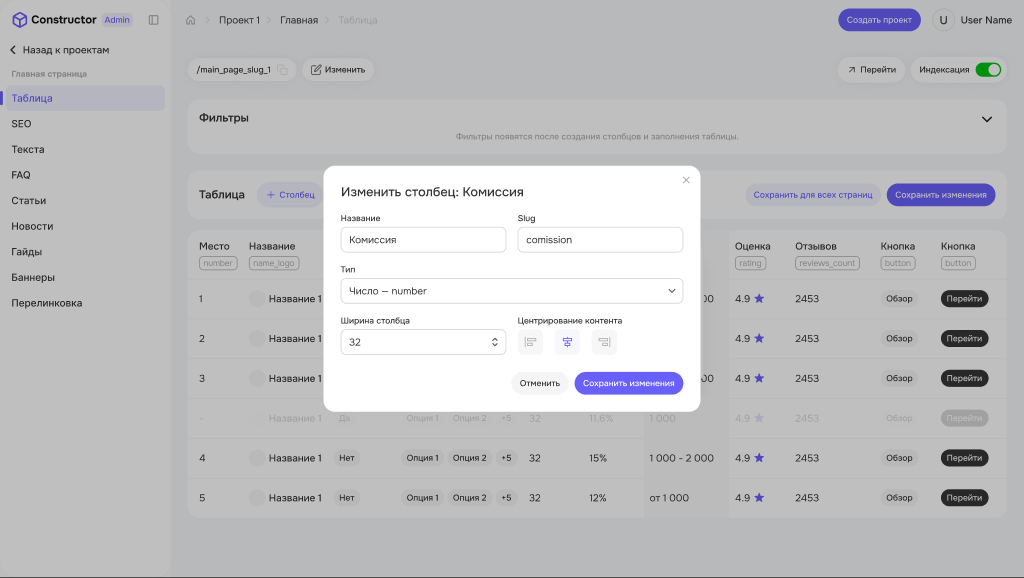 Constructor Admin
Проект 1 Главная Таблица
Создать проект
U User Name
Назад к проектам
Главная страница
Таблица
SEO
Текста
FAQ
Статьи
Новости
Гайды
Баннеры
Перелинковка
/main_page_slug_1 Изменить
Перейти Индексация
Фильтры
Фильтры появятся после создания столбцов и заполнения таблицы.
Таблица + Столбец
Сохранить для всех страниц Сохранить изменения
Изменить столбец: Комиссия
Название Slug
Комиссия comission
Тип
Число — number
Ширина столбца Центрирование контента
32
Отменить Сохранить изменения
Место Название Оценка Отзывы Кнопка Кнопка
number name_logo rating reviews_count button button
1 Название 1 00 4.9 2453 Обзор Перейти
2 Название 1 4.9 2453 Обзор Перейти
3 Название 1 00 4.9 2453 Обзор Перейти
- Название 1 Да Опция 1 Опция 2 +5 32 11.6% 1 000 4.9 2453 Обзор Перейти
4 Название 1 Нет Опция 1 Опция 2 +5 32 15% 1 000 - 2 000 4.9 2453 Обзор Перейти
5 Название 1 Нет Опция 1 Опция 2 +5 32 12% от 1 000 4.9 2453 Обзор Перейти